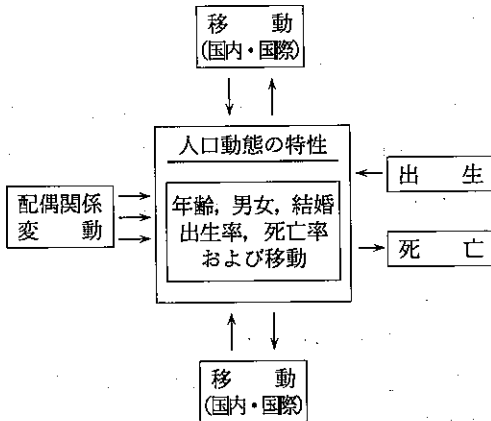 移 動
(国内・国際)
人口動態の特性
年齢, 男女, 結婚
出生率, 死亡率
および移動
配偶関係
変 動
出 生
死 亡
移 動
(国内・国際)